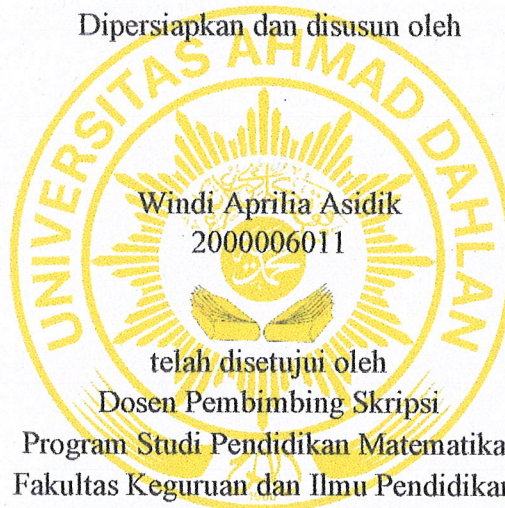 Dipersiapkan dan disusun oleh
UNIVERSITAS AHMAD DAHLAN
Windi Aprilia Asidik
2000006011
telah disetujui oleh
Dosen Pembimbing Skripsi
Program Studi Pendidikan Matematika
Fakultas Keguruan dan Ilmu Pendidikan